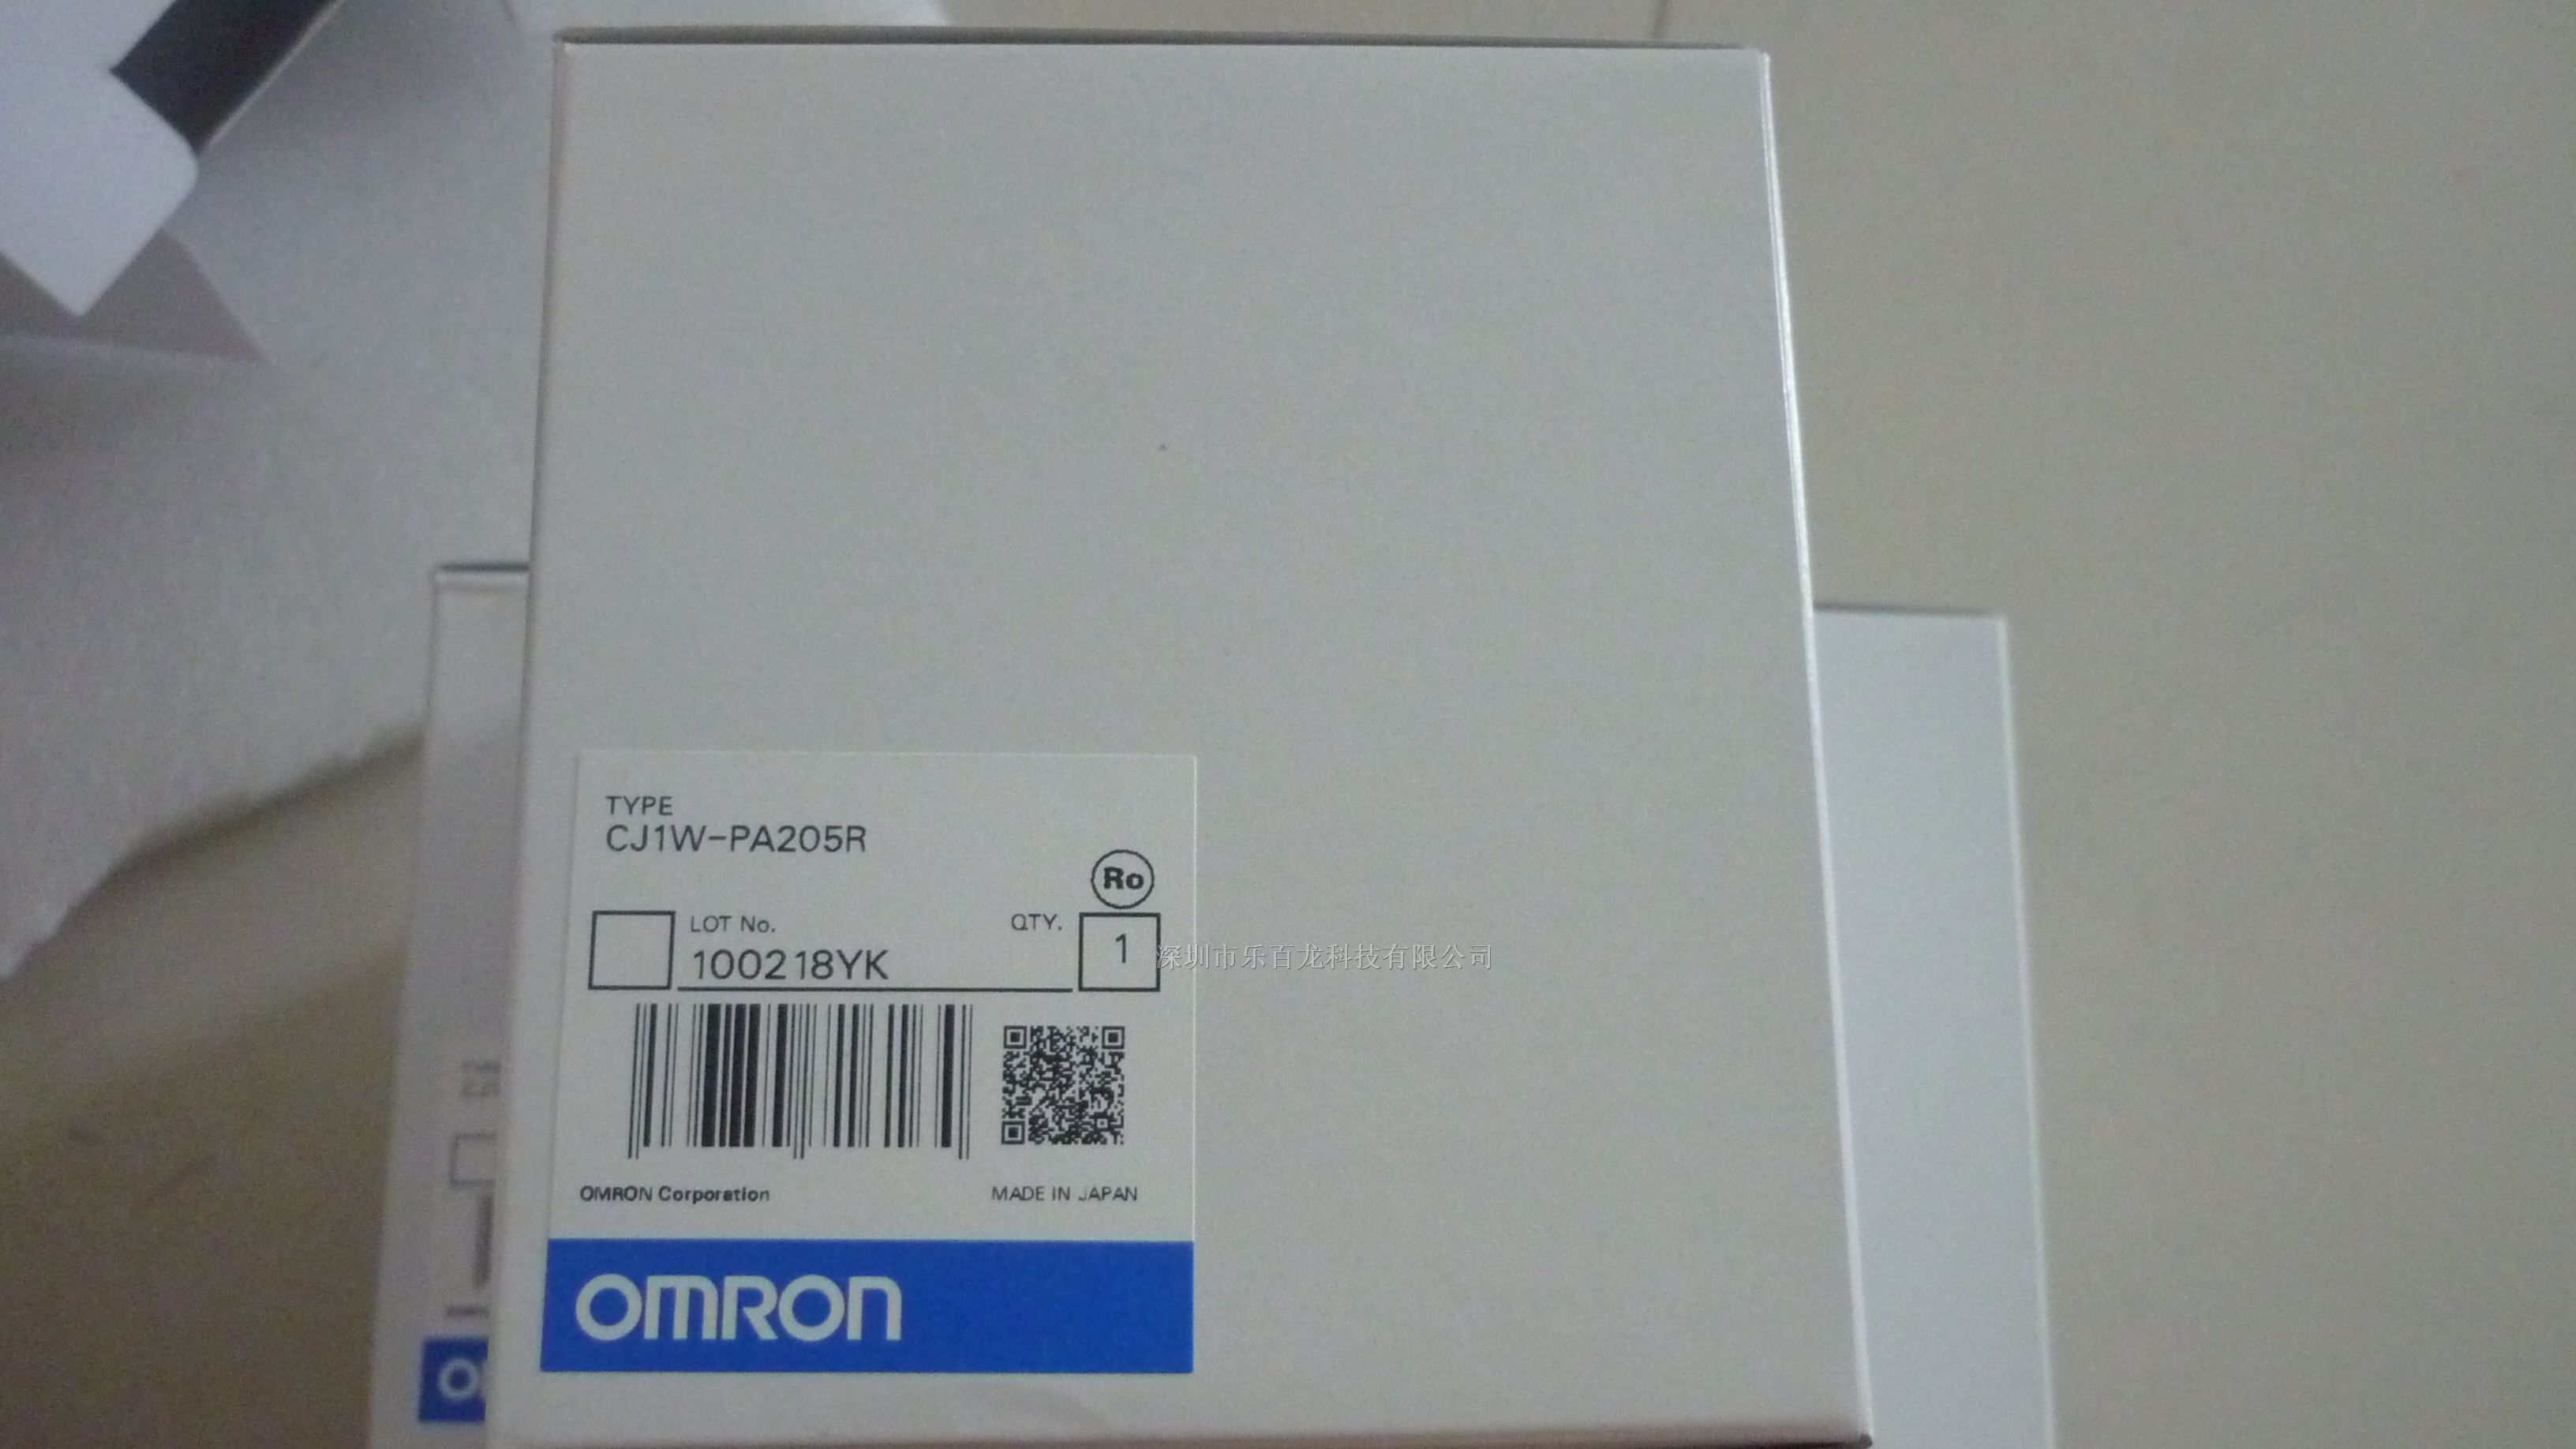 TYPE
CJ1W-PA205R
Ro
LOT No.
QTY.
100218YK
1
深圳市乐百龙科技有限公司
OMRON Corporation
MADE IN JAPAN
OMRON